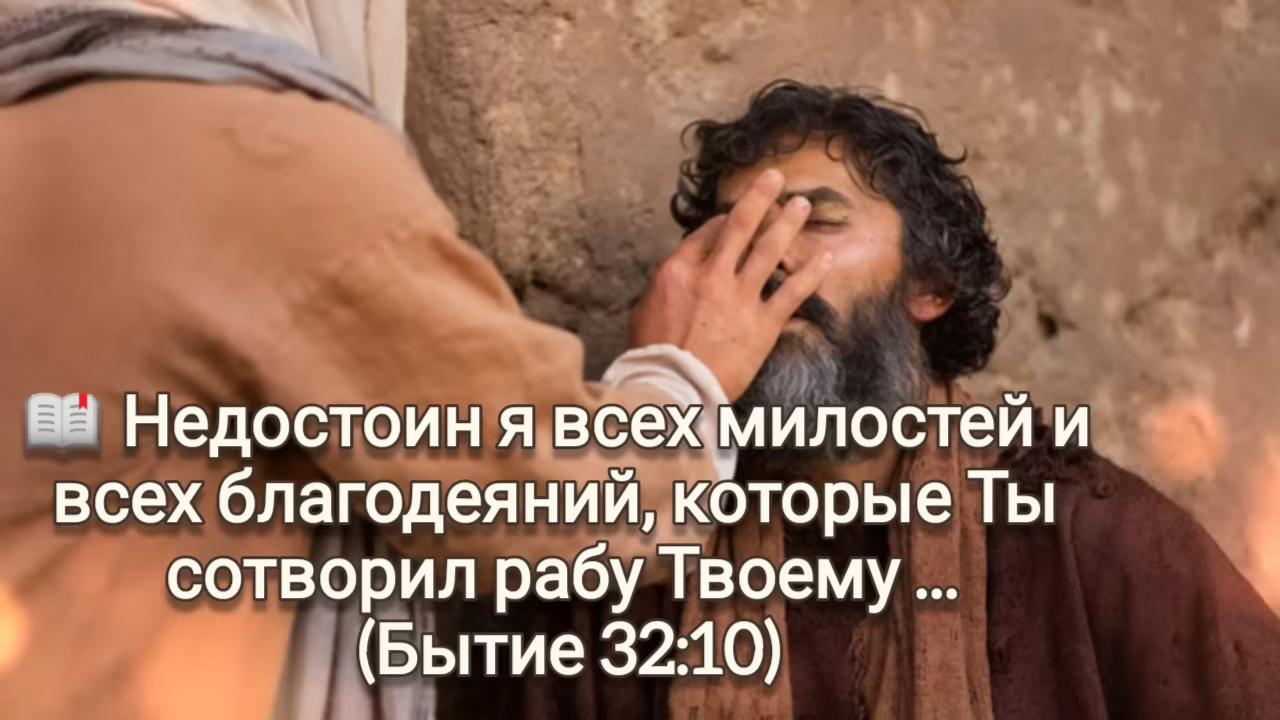 📖 Недостоин я всех милостей и
всех благодеяний, которые Ты
сотворил рабу Твоему ...
(Бытие 32:10)